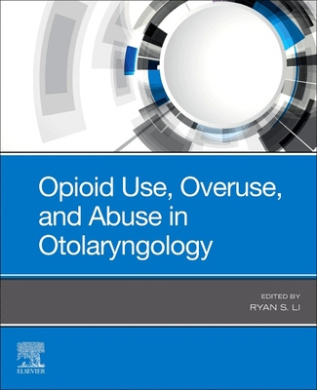 Opioid Use, Overuse,
and Abuse in
Otolaryngology
EDITED BY
RYAN S. LI
ELSEVIER